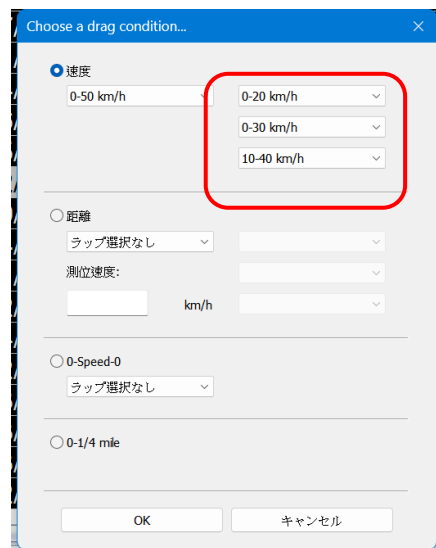 Choose a drag condition...
速度
0-50 km/h
0-20 km/h
0-30 km/h
10-40 km/h
距離
ラップ選択なし
測位速度:
km/h
0-Speed-0
ラップ選択なし
0-1/4 mile
OK
キャンセル